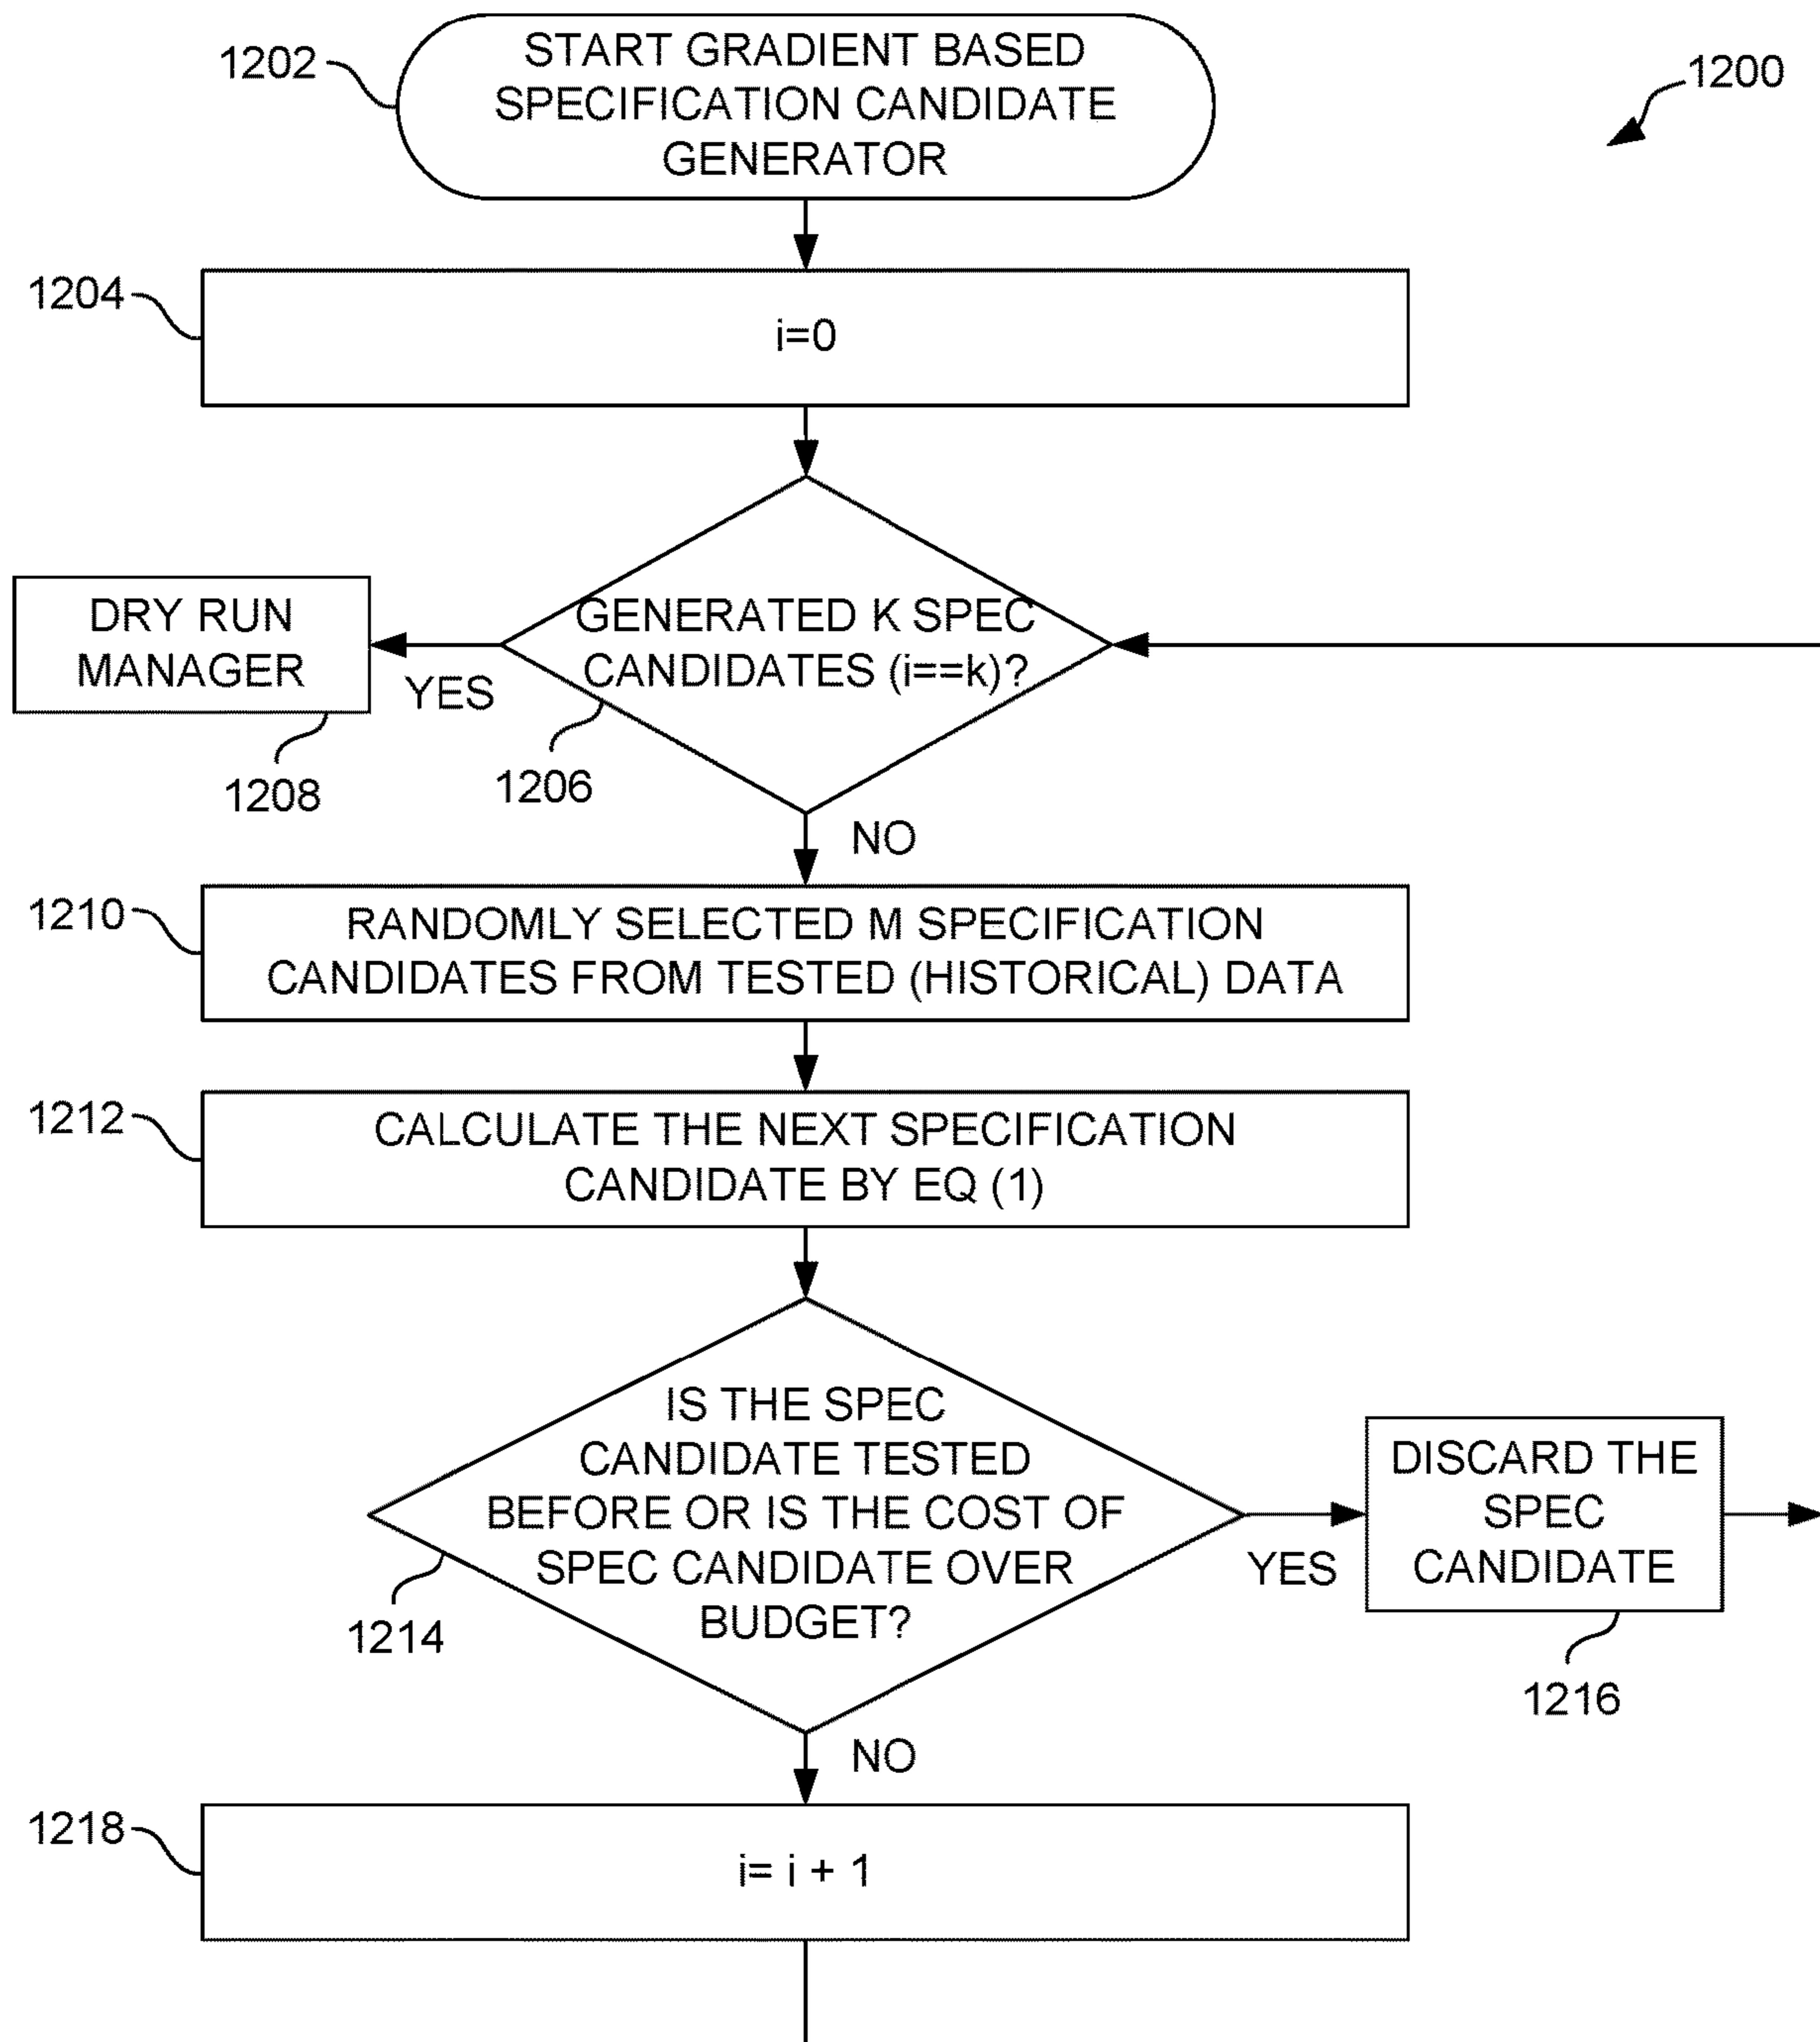 1202
START GRADIENT BASED
SPECIFICATION CANDIDATE
GENERATOR
1200
1204
i=0
DRY RUN
MANAGER
GENERATED K SPEC
CANDIDATES (i==k)?
YES
1208
1206
NO
1210
RANDOMLY SELECTED M SPECIFICATION
CANDIDATES FROM TESTED (HISTORICAL) DATA
1212
CALCULATE THE NEXT SPECIFICATION
CANDIDATE BY EQ (1)
IS THE SPEC
CANDIDATE TESTED
BEFORE OR IS THE COST OF
SPEC CANDIDATE OVER
BUDGET?
1214
YES
DISCARD THE
SPEC
CANDIDATE
1216
NO
1218
i= i + 1